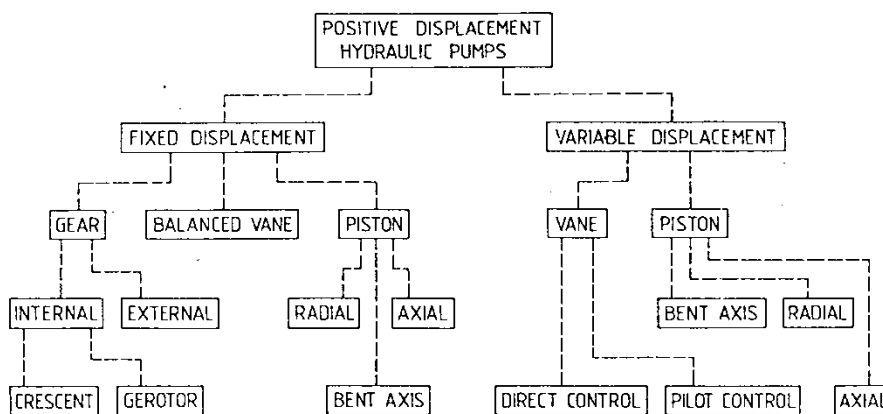 POSITIVE DISPLACEMENT
HYDRAULIC PUMPS
FIXED DISPLACEMENT
VARIABLE DISPLACEMENT
GEAR
BALANCED VANE
PISTON
VANE
PISTON
INTERNAL
EXTERNAL
RADIAL
AXIAL
BENT AXIS
RADIAL
CRESCENT
GEROTOR
BENT AXIS
DIRECT CONTROL
PILOT CONTROL
AXIAL